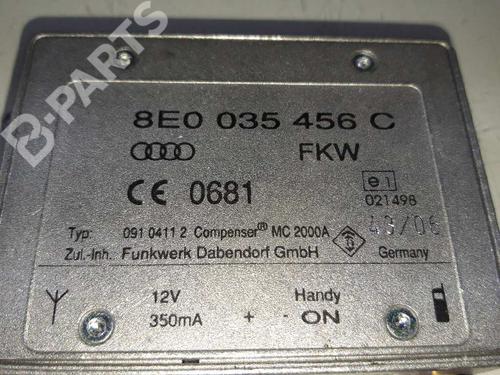 B-PARTS
8E0 035 456 C
FKW
CE 0681
e1
021498
49/06
Typ: 091 0411 2 Compenser® MC 2000A
Zul.-Inh. Funkwerk Dabendorf GmbH
Germany
12V
350mA
+ -
Handy
ON